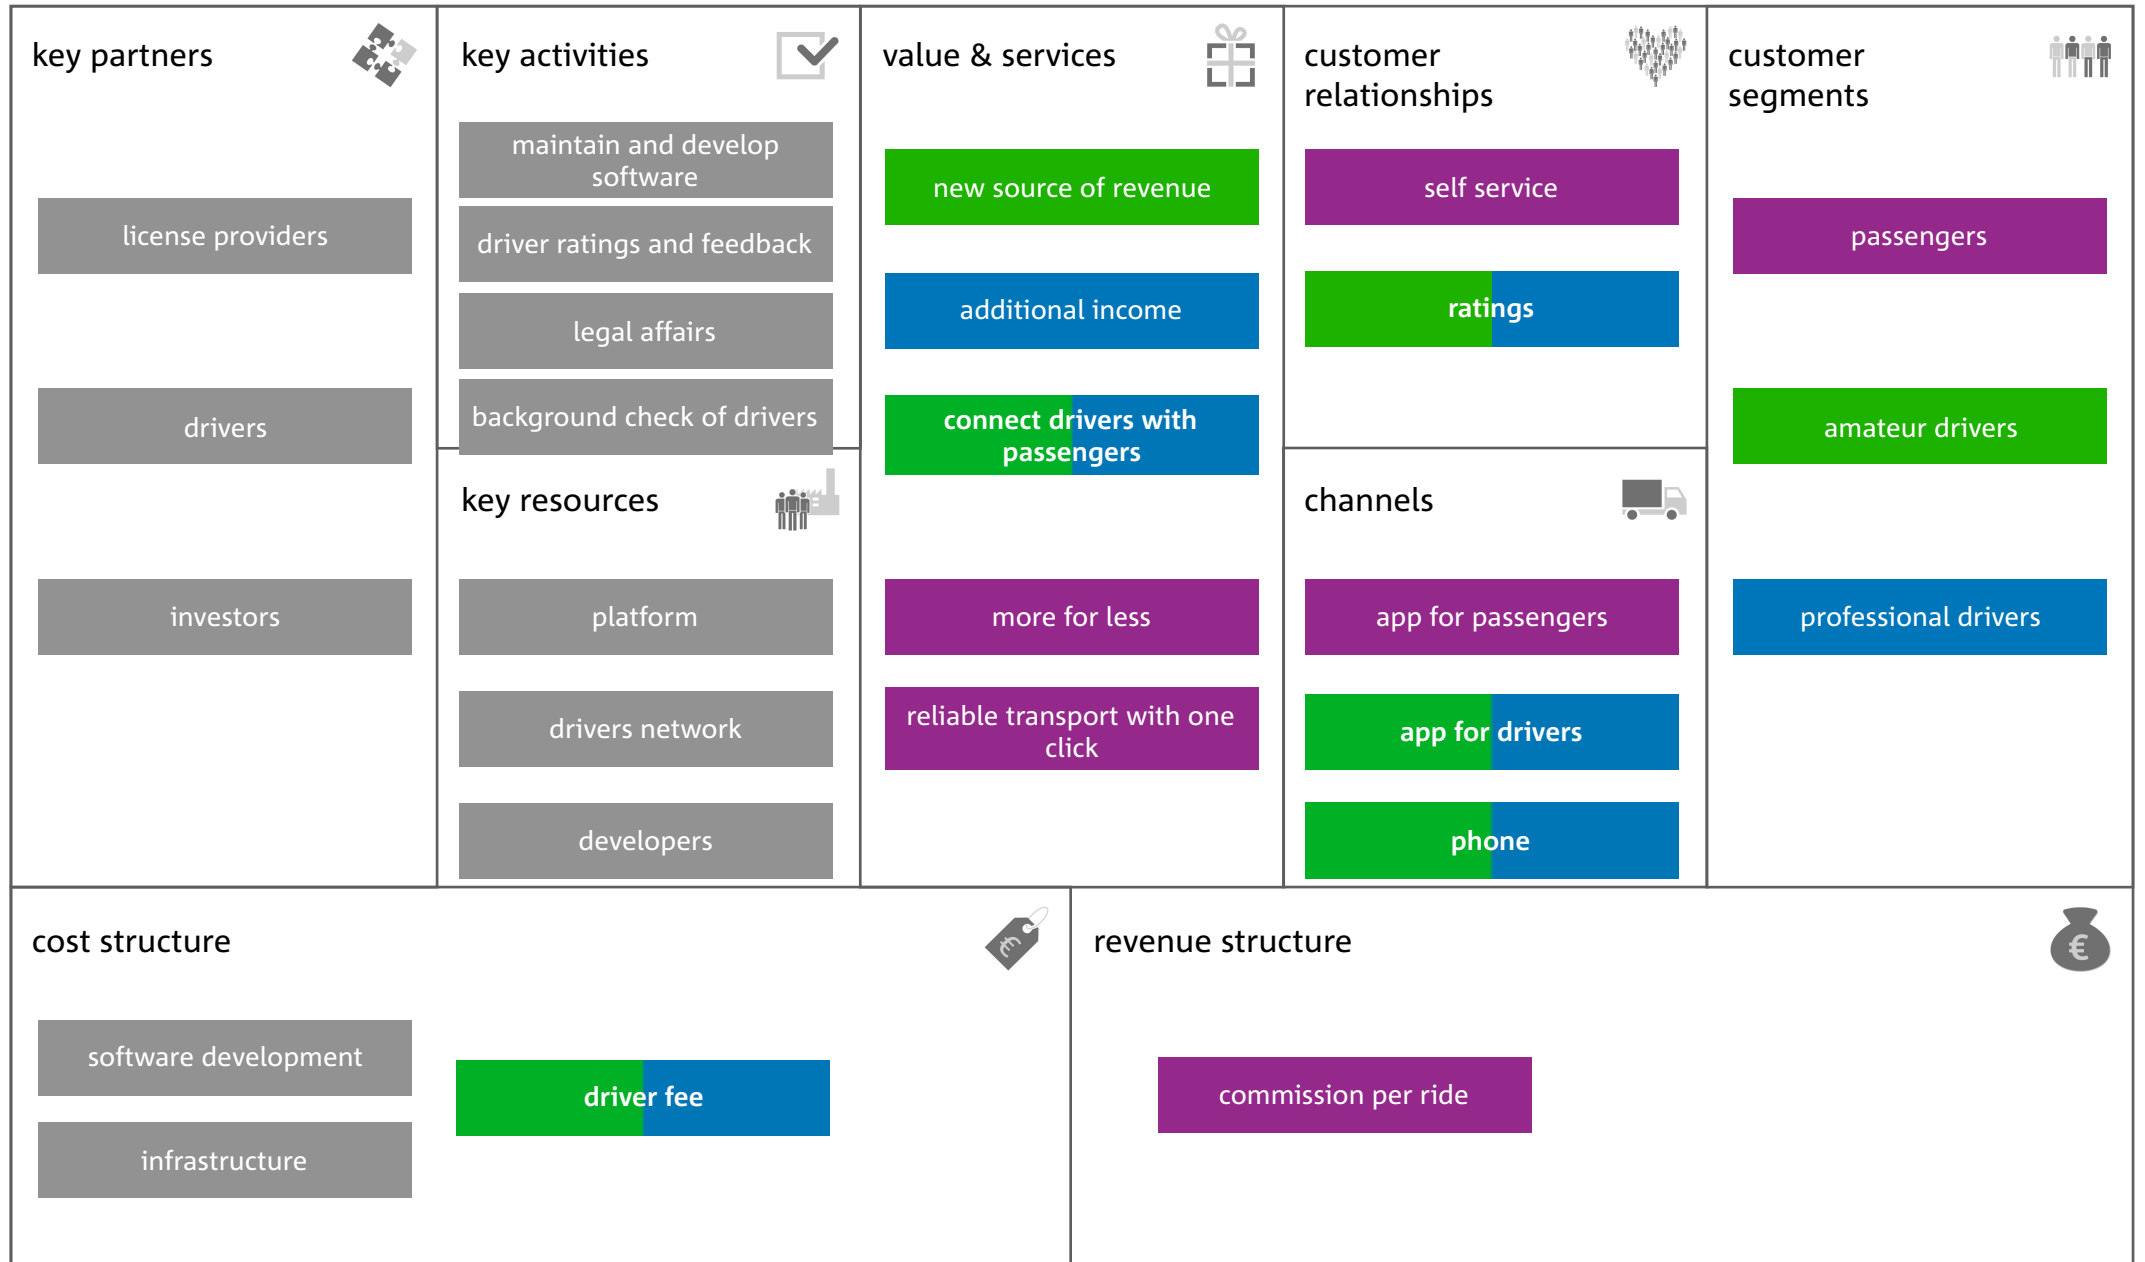 key partners
license providers
drivers
investors
key activities
maintain and develop
software
driver ratings and feedback
legal affairs
background check of drivers
key resources
platform
drivers network
developers
value & services
new source of revenue
additional income
connect drivers with
passengers
more for less
reliable transport with one
click
customer
relationships
self service
ratings
channels
app for passengers
app for drivers
phone
customer
segments
passengers
amateur drivers
professional drivers
cost structure
€
software development
infrastructure
driver fee
revenue structure
€
commission per ride